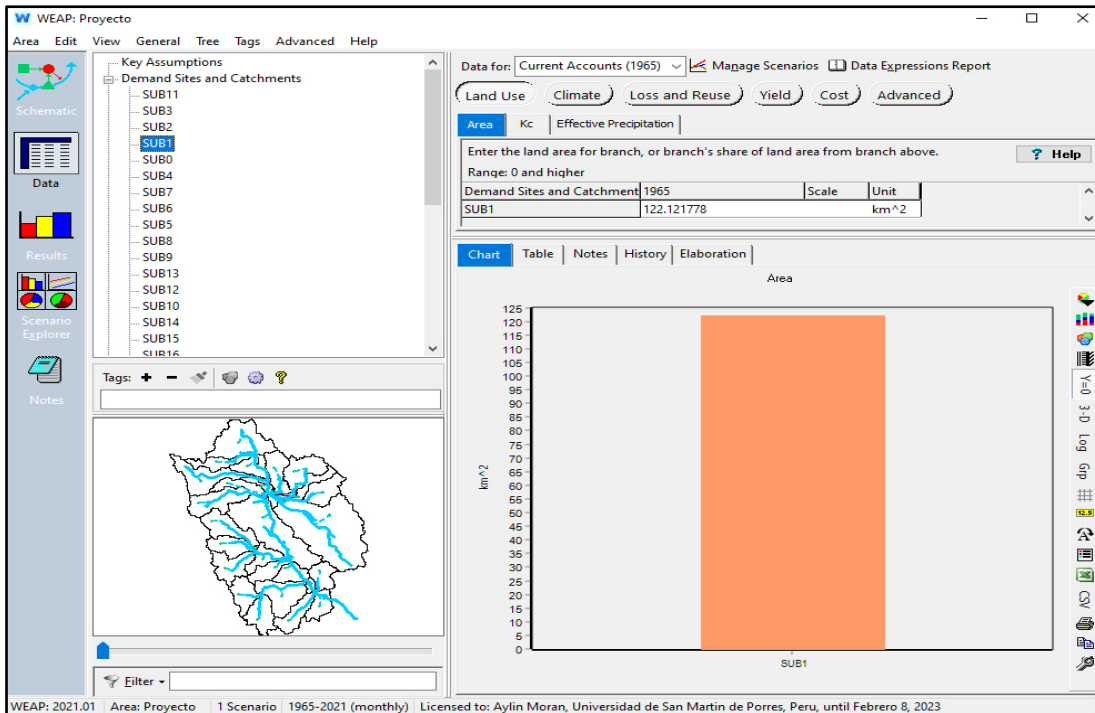 WEAP: Proyecto
Area Edit View General Tree Tags Advanced Help
Schematic
Data
Results
Scenario
Explorer
Notes
Key Assumptions
Demand Sites and Catchments
SUB11
SUB3
SUB2
SUB1
SUB0
SUB4
SUB7
SUB6
SUB5
SUB8
SUB9
SUB13
SUB12
SUB10
SUB14
SUB15
SUB16
Tags:
Filter
Data for: Current Accounts (1965) Manage Scenarios Data Expressions Report
Land Use Climate Loss and Reuse Yield Cost Advanced
Area Kc Effective Precipitation
Enter the land area for branch, or branch's share of land area from branch above.
? Help
Range: 0 and higher
Demand Sites and Catchment 1965 Scale Unit
SUB1 122.121778 km^2
Chart Table Notes History Elaboration
Area
125
120
115
110
105
100
95
90
85
80
75
70
65
60
55
50
45
40
35
30
25
20
15
10
5
0
km^2
SUB1
Y=0
3-D
Log
Grp
12.9
CSV
WEAP: 2021.01 Area: Proyecto 1 Scenario 1965-2021 (monthly) Licensed to: Aylin Moran, Universidad de San Martin de Porres, Peru, until Febrero 8, 2023